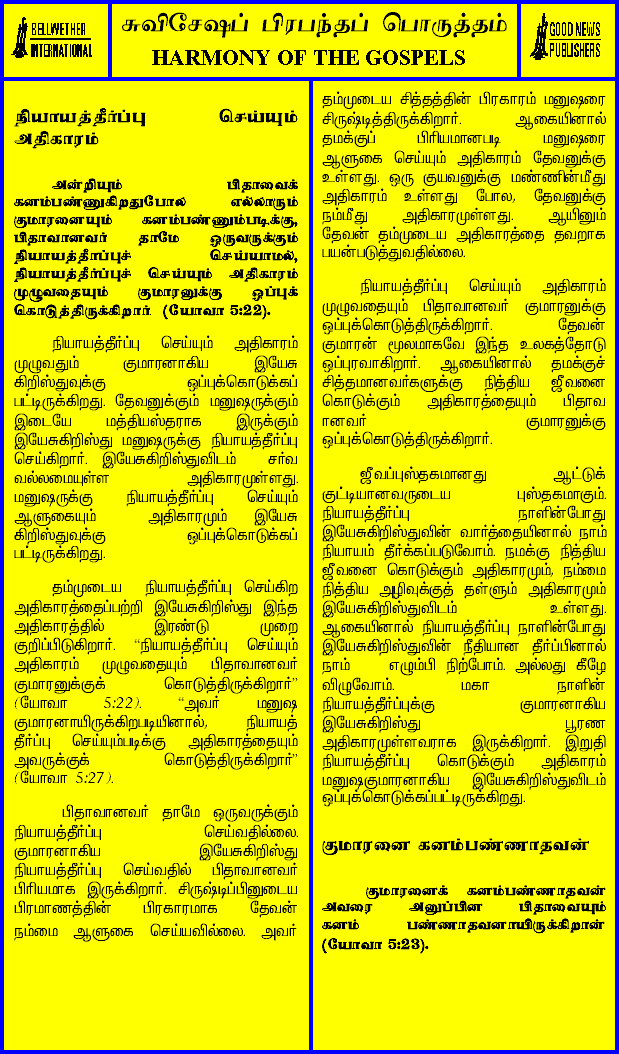 BELLWETHER
INTERNATIONAL
சுவிசேஷப் பிரபந்தப் பொருத்தம்
HARMONY OF THE GOSPELS
GOOD NEWS
PUBLISHERS
நியாயத்தீர்ப்பு செய்யும்
அதிகாரம்
அன்றியும் பிதாவைக்
கனம்பண்ணுகிறதுபோல எல்லாரும்
குமாரனையும் கனம்பண்ணும்படிக்கு,
பிதாவானவர் தாமே ஒருவருக்கும்
நியாயத்தீர்ப்புச் செய்யாமல்,
நியாயத்தீர்ப்புச் செய்யும் அதிகாரம்
முழுவதையும் குமாரனுக்கு ஒப்புக்
கொடுத்திருக்கிறார் (யோவா 5:22).
நியாயத்தீர்ப்பு செய்யும் அதிகாரம்
முழுவதும் குமாரனாகிய இயேசு
கிறிஸ்துவுக்கு ஒப்புக்கொடுக்கப்
பட்டிருக்கிறது. தேவனுக்கும் மனுஷருக்கும்
இடையே மத்தியஸ்தராக இருக்கும்
இயேசுகிறிஸ்து மனுஷருக்கு நியாயத்தீர்ப்பு
செய்கிறார். இயேசுகிறிஸ்துவிடம் சர்வ
வல்லமையுள்ள அதிகாரமுள்ளது.
மனுஷருக்கு நியாயத்தீர்ப்பு செய்யும்
ஆளுகையும் அதிகாரமும் இயேசு
கிறிஸ்துவுக்கு ஒப்புக்கொடுக்கப்
பட்டிருக்கிறது.
தம்முடைய நியாயத்தீர்ப்பு செய்கிற
அதிகாரத்தைப்பற்றி இயேசுகிறிஸ்து இந்த
அதிகாரத்தில் இரண்டு முறை
குறிப்பிடுகிறார். “நியாயத்தீர்ப்பு செய்யும்
அதிகாரம் முழுவதையும் பிதாவானவர்
குமாரனுக்குக் கொடுத்திருக்கிறார்”
(யோவா 5:22). “அவர் மனுஷ
குமாரனாயிருக்கிறபடியினால், நியாயத்
தீர்ப்பு செய்யும்படிக்கு அதிகாரத்தையும்
அவருக்குக் கொடுத்திருக்கிறார்”
(யோவா 5:27).
பிதாவானவர் தாமே ஒருவருக்கும்
நியாயத்தீர்ப்பு செய்வதில்லை.
குமாரனாகிய இயேசுகிறிஸ்து
நியாயத்தீர்ப்பு செய்வதில் பிதாவானவர்
பிரியமாக இருக்கிறார். சிருஷ்டிப்பினுடைய
பிரமாணத்தின் பிரகாரமாக தேவன்
நம்மை ஆளுகை செய்யவில்லை. அவர்
தம்முடைய சித்தத்தின் பிரகாரம் மனுஷரை
சிருஷ்டித்திருக்கிறார். ஆகையினால்
தமக்குப் பிரியமானபடி மனுஷரை
ஆளுகை செய்யும் அதிகாரம் தேவனுக்கு
உள்ளது. ஒரு குயவனுக்கு மண்ணின்மீது
அதிகாரம் உள்ளது போல, தேவனுக்கு
நம்மீது அதிகாரமுள்ளது. ஆயினும்
தேவன் தம்முடைய அதிகாரத்தை தவறாக
பயன்படுத்துவதில்லை.
நியாயத்தீர்ப்பு செய்யும் அதிகாரம்
முழுவதையும் பிதாவானவர் குமாரனுக்கு
ஒப்புக்கொடுத்திருக்கிறார். தேவன்
குமாரன் மூலமாகவே இந்த உலகத்தோடு
ஒப்புரவாகிறார். ஆகையினால் தமக்குச்
சித்தமானவர்களுக்கு நித்திய ஜீவனை
கொடுக்கும் அதிகாரத்தையும் பிதாவ
ானவர் குமாரனுக்கு
ஒப்புக்கொடுத்திருக்கிறார்.
ஜீவப்புஸ்தகமானது ஆட்டுக்
குட்டியானவருடைய புஸ்தகமாகும்.
நியாயத்தீர்ப்பு நாளின்போது
இயேசுகிறிஸ்துவின் வார்த்தையினால் நாம்
நியாயம் தீர்க்கப்படுவோம். நமக்கு நித்திய
ஜீவனை கொடுக்கும் அதிகாரமும், நம்மை
நித்திய அழிவுக்குத் தள்ளும் அதிகாரமும்
இயேசுகிறிஸ்துவிடம் உள்ளது.
ஆகையினால் நியாயத்தீர்ப்பு நாளின்போது
இயேசுகிறிஸ்துவின் நீதியான தீர்ப்பினால்
நாம் எழும்பி நிற்போம். அல்லது கீழே
விழுவோம். மகா நாளின்
நியாயத்தீர்ப்புக்கு குமாரனாகிய
இயேசுகிறிஸ்து பூரண
அதிகாரமுள்ளவராக இருக்கிறார். இறுதி
நியாயத்தீர்ப்பு கொடுக்கும் அதிகாரம்
மனுஷகுமாரனாகிய இயேசுகிறிஸ்துவிடம்
ஒப்புக்கொடுக்கப்பட்டிருக்கிறது.
குமாரனை கனம்பண்ணாதவன்
குமாரனைக் கனம்பண்ணாதவன்
அவரை அனுப்பின பிதாவையும்
கனம் பண்ணாதவனாயிருக்கிறான்
(யோவா 5:23).